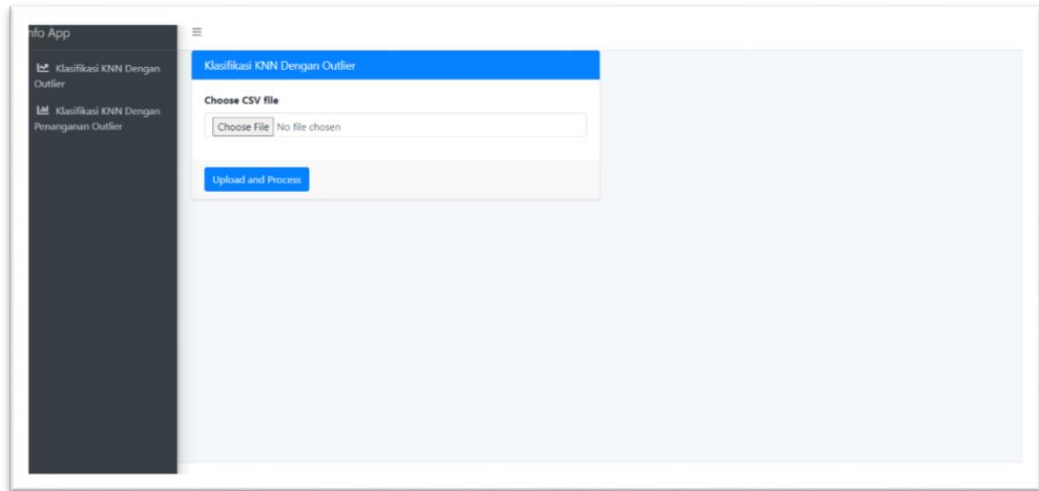 nfo App
Klasifikasi KNN Dengan
Outlier
Klasifikasi KNN Dengan
Penanganan Outlier
Klasifikasi KNN Dengan Outlier
Choose CSV file
Choose File No file chosen
Upload and Process